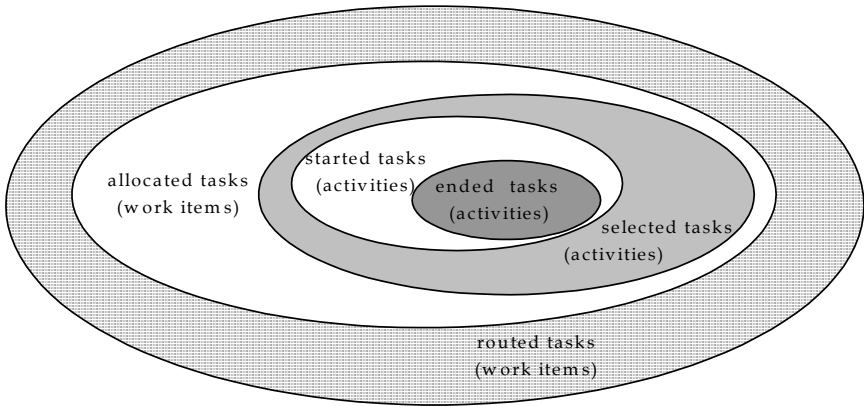 started tasks
(activities)
allocated tasks
(work items)
ended tasks
(activities)
selected tasks
(activities)
routed tasks
(work items)